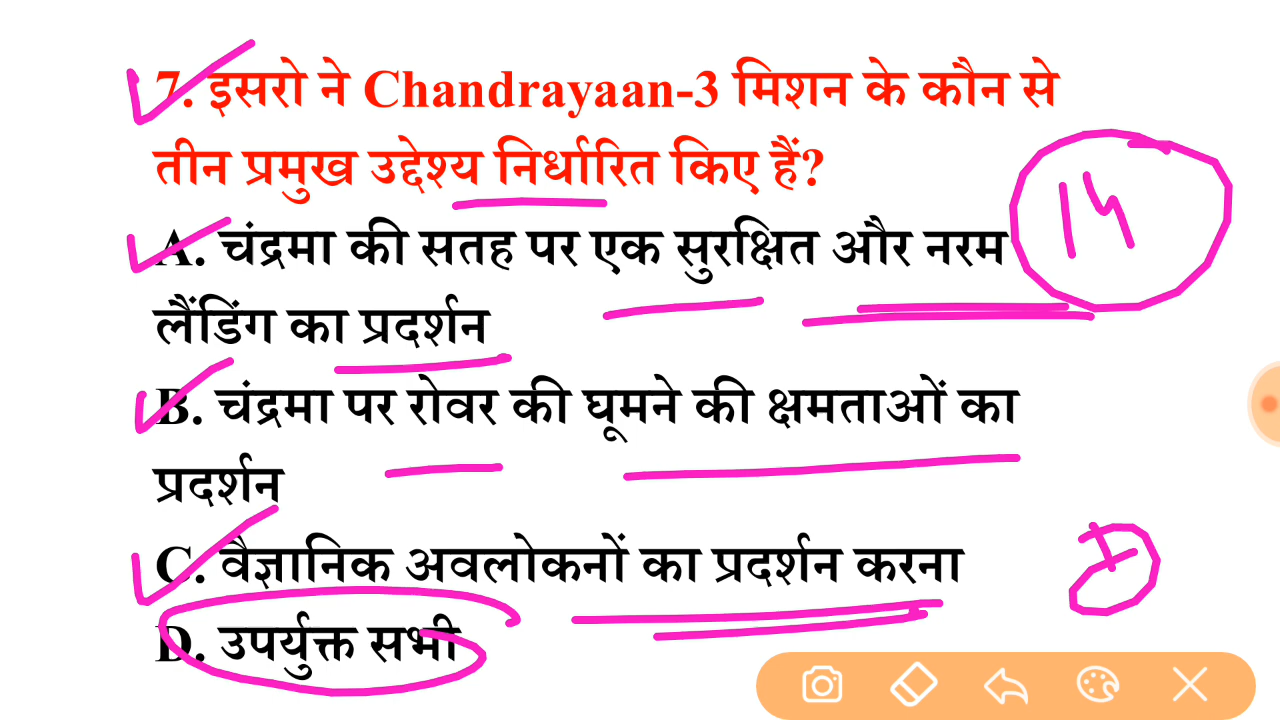 7. इसरो ने Chandrayaan-3 मिशन के कौन से
तीन प्रमुख उद्देश्य निर्धारित किए हैं?
14
A. चंद्रमा की सतह पर एक सुरक्षित और नरम
लैंडिंग का प्रदर्शन
B. चंद्रमा पर रोवर की घूमने की क्षमताओं का
प्रदर्शन
C. वैज्ञानिक अवलोकनों का प्रदर्शन करना
D. उपर्युक्त सभी